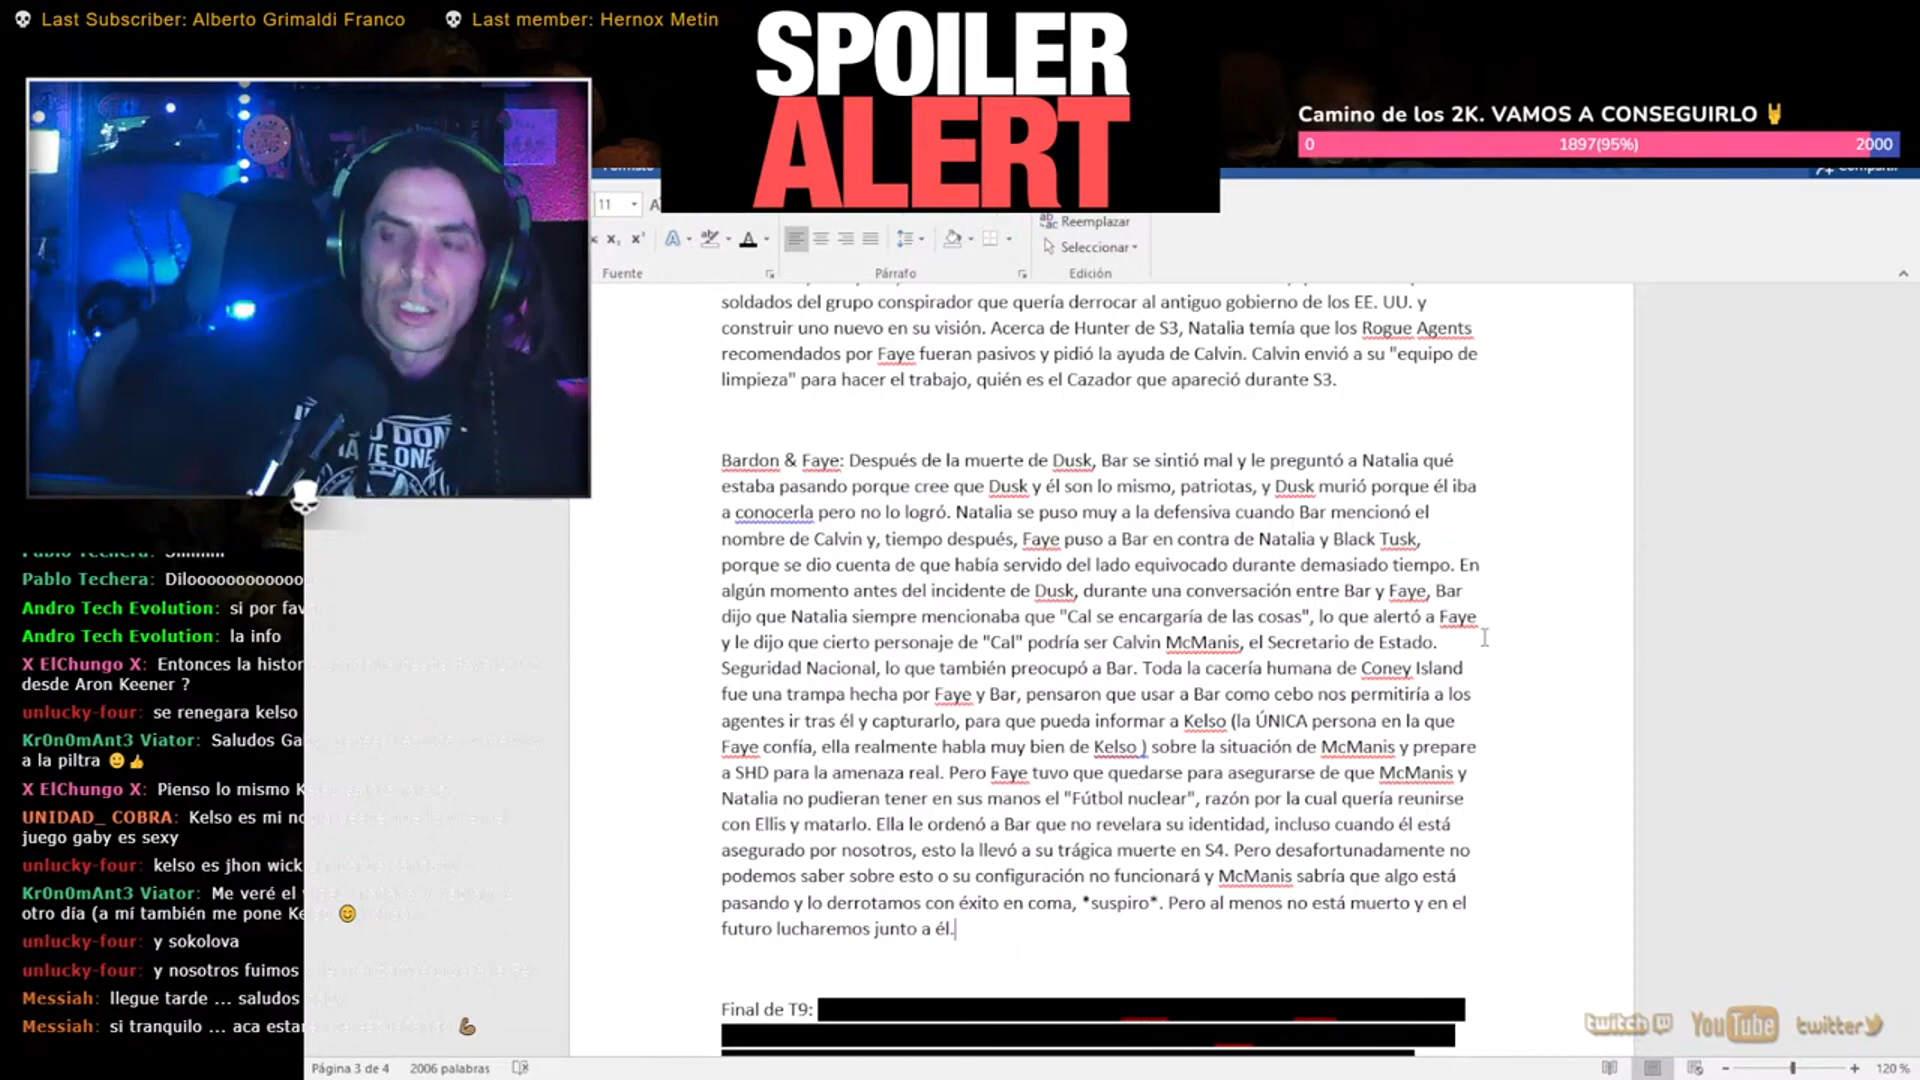 Last Subscriber: Alberto Grimaldi Franco
Last member: Hernox Metin
SPOILER
ALERT
Camino de los 2K. VAMOS A CONSEGUIRLO 🤘
0 1897(95%) 2000
11
Reemplazar
Seleccionar
Fuente
Párrafo
Edición
soldados del grupo conspirador que quería derrocar al antiguo gobierno de los EE. UU. y
construir uno nuevo en su visión. Acerca de Hunter de S3, Natalia temía que los Rogue Agents
recomendados por Faye fueran pasivos y pidió la ayuda de Calvin. Calvin envió a su "equipo de
limpieza" para hacer el trabajo, quién es el Cazador que apareció durante S3.
Bardon & Faye: Después de la muerte de Dusk, Bar se sintió mal y le preguntó a Natalia qué
estaba pasando porque cree que Dusk y él son lo mismo, patriotas, y Dusk murió porque él iba
a conocerla pero no lo logró. Natalia se puso muy a la defensiva cuando Bar mencionó el
nombre de Calvin y, tiempo después, Faye puso a Bar en contra de Natalia y Black Tusk,
porque se dio cuenta de que había servido del lado equivocado durante demasiado tiempo. En
algún momento antes del incidente de Dusk, durante una conversación entre Bar y Faye, Bar
dijo que Natalia siempre mencionaba que "Cal se encargaría de las cosas", lo que alertó a Faye
y le dijo que cierto personaje de "Cal" podría ser Calvin McManis, el Secretario de Estado.
Seguridad Nacional, lo que también preocupó a Bar. Toda la cacería humana de Coney Island
fue una trampa hecha por Faye y Bar, pensaron que usar a Bar como cebo nos permitiría a los
agentes ir tras él y capturarlo, para que pueda informar a Kelso (la ÚNICA persona en la que
Faye confía, ella realmente habla muy bien de Kelso ) sobre la situación de McManis y prepare
a SHD para la amenaza real. Pero Faye tuvo que quedarse para asegurarse de que McManis y
Natalia no pudieran tener en sus manos el "Fútbol nuclear", razón por la cual quería reunirse
con Ellis y matarlo. Ella le ordenó a Bar que no revelara su identidad, incluso cuando él está
asegurado por nosotros, esto la llevó a su trágica muerte en S4. Pero desafortunadamente no
podemos saber sobre esto o su configuración no funcionará y McManis sabría que algo está
pasando y lo derrotamos con éxito en coma, *suspiro*. Pero al menos no está muerto y en el
futuro lucharemos junto a él.
Final de T9:
Pablo Techera: Diloooooooooooo
Andro Tech Evolution: si por fav
Andro Tech Evolution: la info
X ElChungo X: Entonces la histor
desde Aron Keener ?
unlucky-four: se renegara kelso
Kr0n0mAnt3 Viator: Saludos Ga
a la piltra 🙂👍
X ElChungo X: Pienso lo mismo K
UNIDAD_ COBRA: Kelso es mi no
juego gaby es sexy
unlucky-four: kelso es jhon wick
Kr0n0mAnt3 Viator: Me veré el
otro día (a mi también me pone Ke 😊
unlucky-four: y sokolova
unlucky-four: y nosotros fuimos
Messiah: llegue tarde ... saludos
Messiah: si tranquilo ... aca estar 💪
Página 3 de 4 2006 palabras
twitch YouTube twitter
120 %